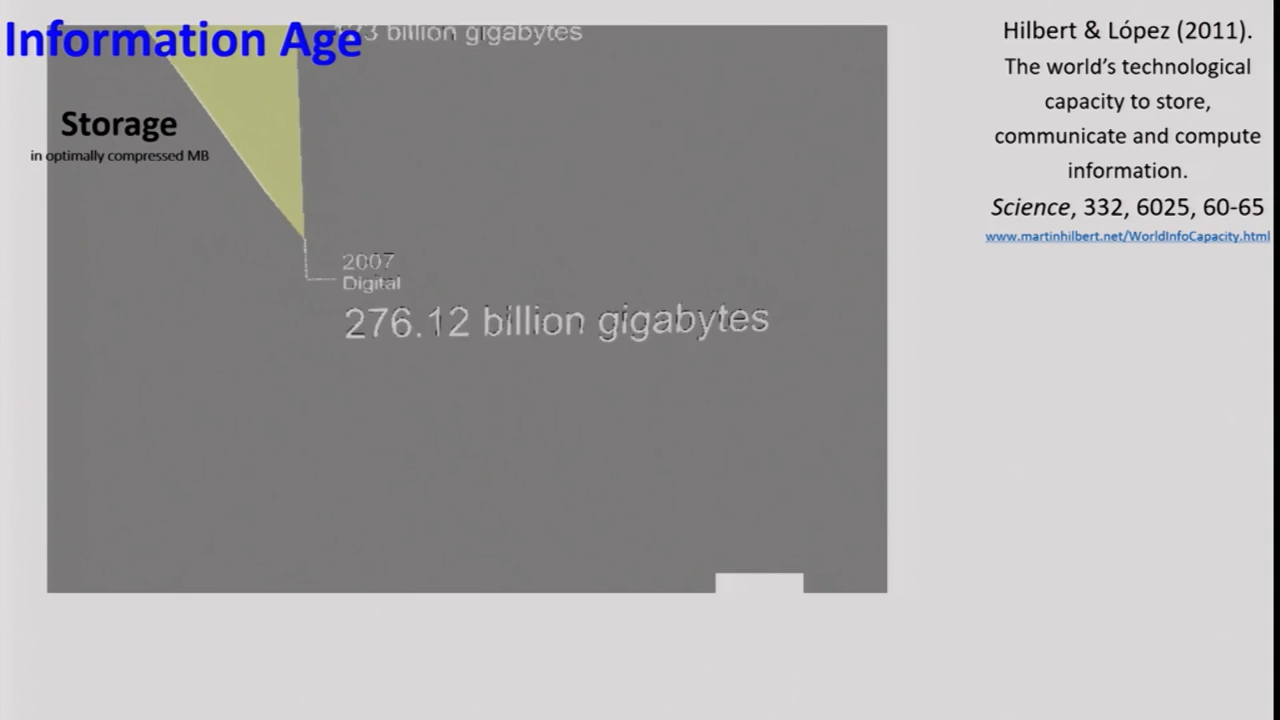 Information Age
billion gigabytes
Storage
in optimally compressed MB
2007
Digital
276.12 billion gigabytes
Hilbert & López (2011).
The world's technological
capacity to store,
communicate and compute
information.
Science, 332, 6025, 60-65
www.martinhilbert.net/WorldInfoCapacity.html